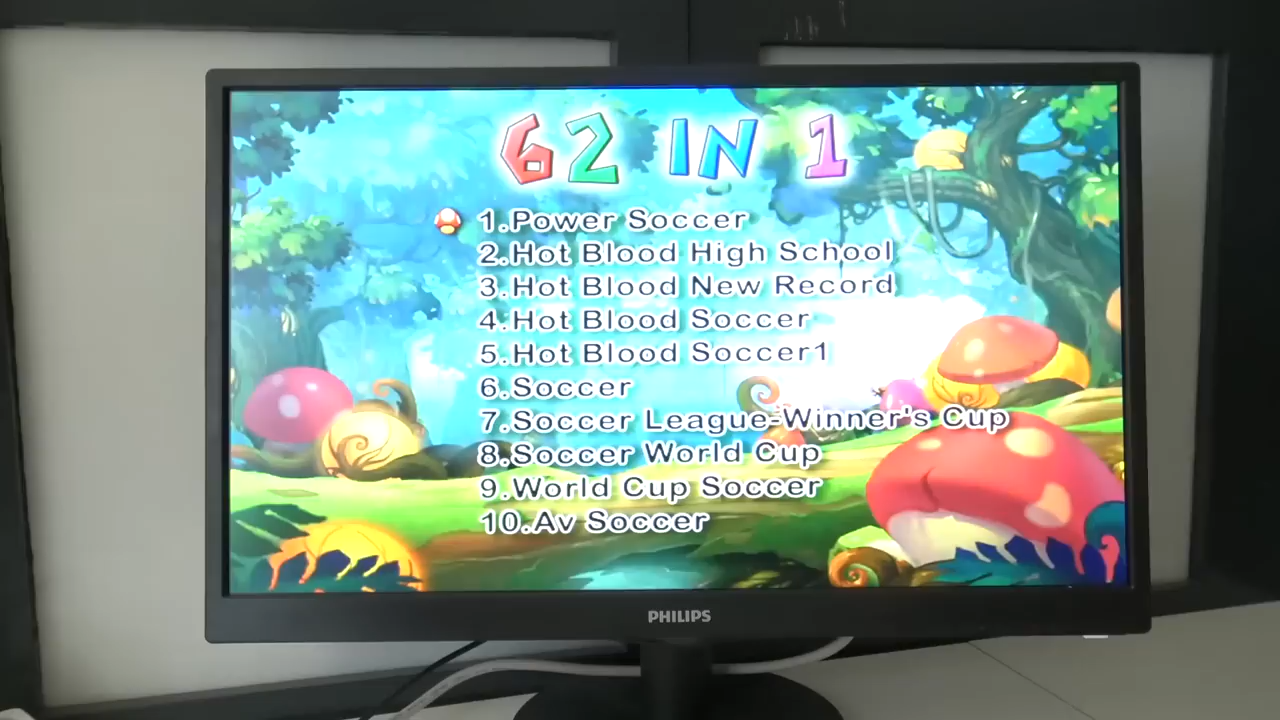 62 IN 1
1.Power Soccer
2.Hot Blood High School
3.Hot Blood New Record
4.Hot Blood Soccer
5.Hot Blood Soccer1
6.Soccer
7.Soccer League-Winner's Cup
8.Soccer World Cup
9.World Cup Soccer
10.Av Soccer
PHILIPS